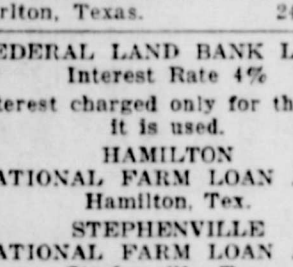 rlton, Texas. 2
EDERAL LAND BANK L
Interest Rate 4%
terest charged only for th
it is used.
HAMILTON
ATIONAL FARM LOAN
Hamilton, Tex.
STEPHENVILLE
ATIONAL FARM LOAN